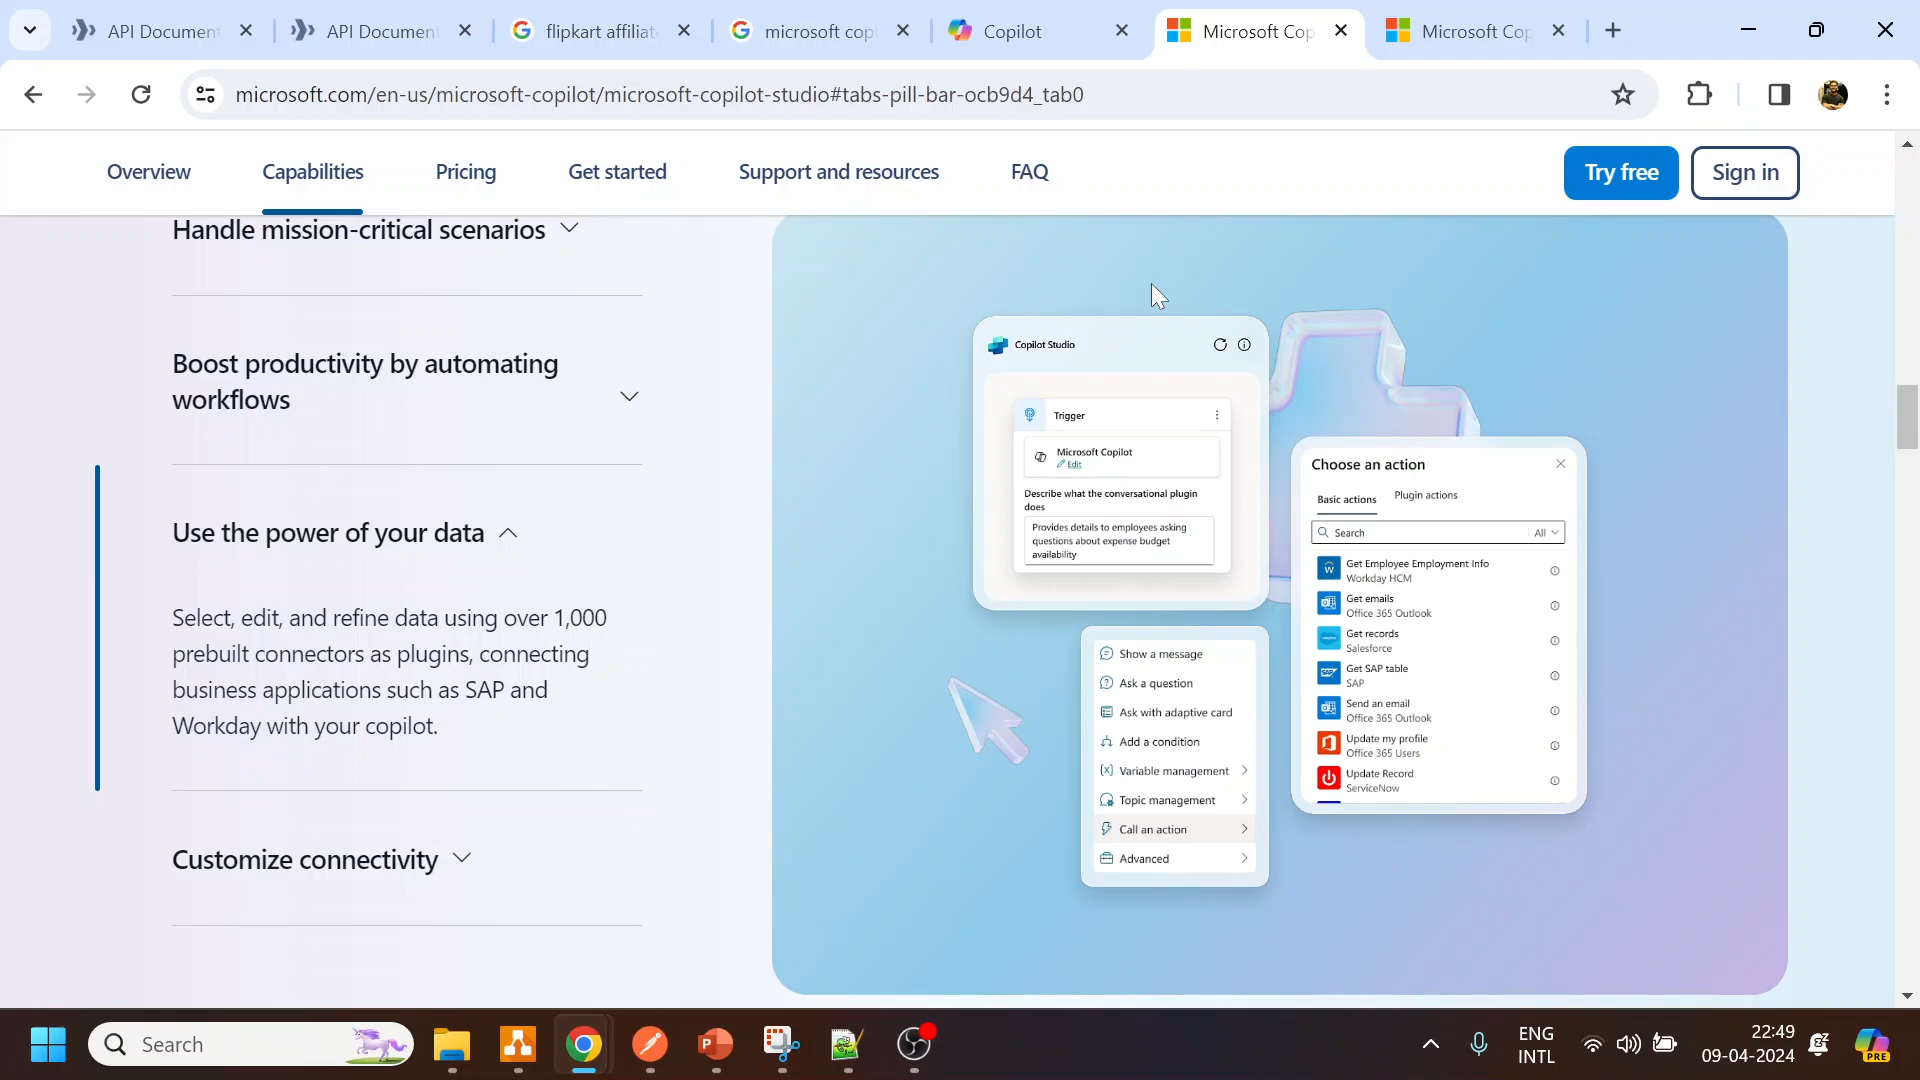 API Document
API Document
flipkart affiliat
microsoft copi
Copilot
Microsoft Cop
Microsoft Cop
microsoft.com/en-us/microsoft-copilot/microsoft-copilot-studio#tabs-pill-bar-ocb9d4_tab0
Overview
Capabilities
Pricing
Get started
Support and resources
FAQ
Try free
Sign in
Handle mission-critical scenarios
Boost productivity by automating
workflows
Use the power of your data
Select, edit, and refine data using over 1,000
prebuilt connectors as plugins, connecting
business applications such as SAP and
Workday with your copilot.
Customize connectivity
Copilot Studio
Trigger
Microsoft Copilot
Edit
Describe what the conversational plugin
does
Provides details to employees asking
questions about expense budget
availability
Show a message
Ask a question
Ask with adaptive card
Add a condition
Variable management
Topic management
Call an action
Advanced
Choose an action
Basic actions
Plugin actions
Search
All
Get Employee Employment Info
Workday HCM
Get emails
Office 365 Outlook
Get records
Salesforce
Get SAP table
SAP
Send an email
Office 365 Outlook
Update my profile
Office 365 Users
Update Record
ServiceNow
Search
ENG
INTL
22:49
09-04-2024
PRE